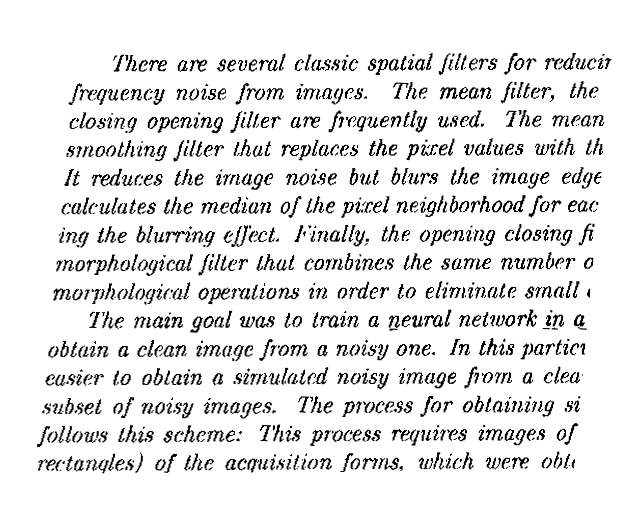 There are several classic spatial filters for reducin
frequency noise from images. The mean filter, the
closing opening filter are frequently used. The mean
smoothing filter that replaces the pixel values with th
It reduces the image noise but blurs the image edge
calculates the median of the pixel neighborhood for eac
ing the blurring effect. Finally, the opening closing fi
morphological filter that combines the same number o
morphological operations in order to eliminate small
The main goal was to train a neural network in a
obtain a clean image from a noisy one. In this particu
easier to obtain a simulated noisy image from a clea
subset of noisy images. The process for obtaining si
follows this scheme: This process requires images of
rectangles) of the acquisition forms, which were obt